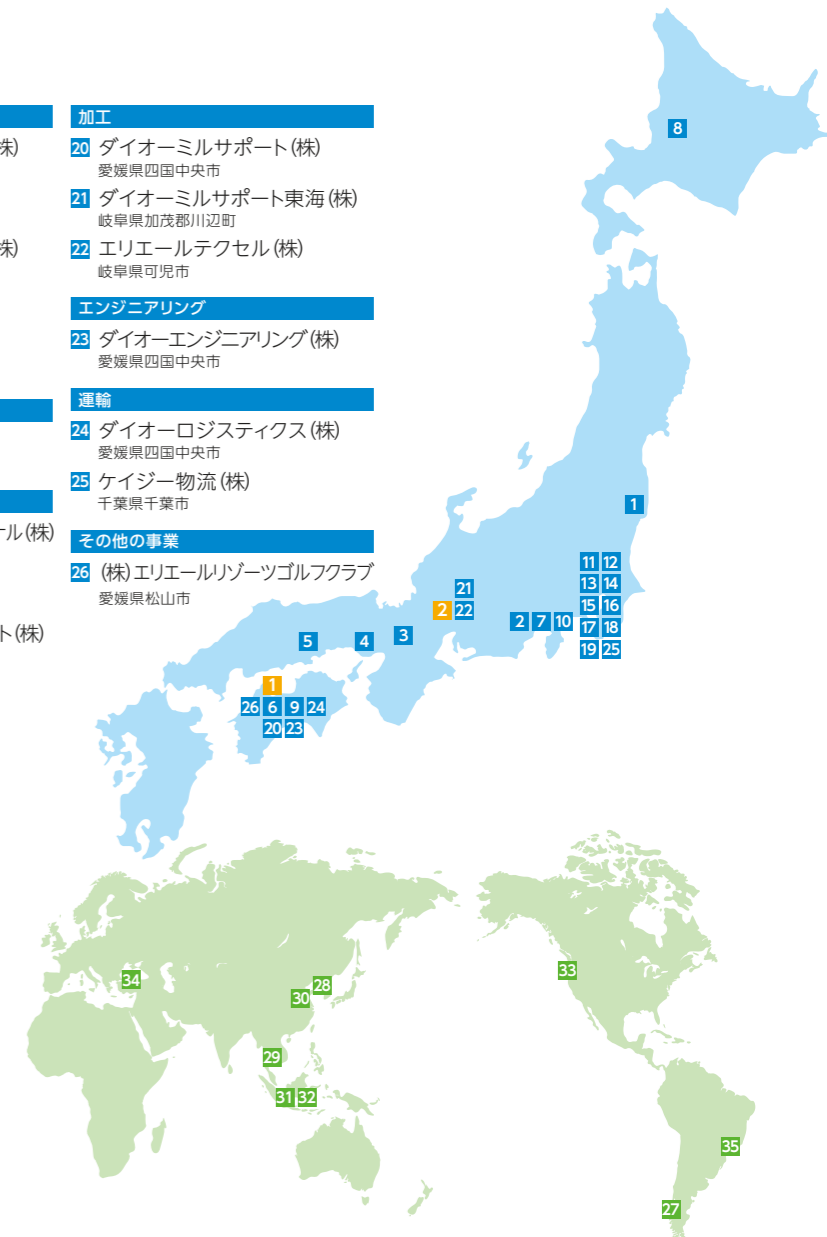 株)
株)
ナル(株)
ト(株)
加工
20 ダイオーミルサポート(株)
愛媛県四国中央市
21 ダイオーミルサポート東海(株)
岐阜県加茂郡川辺町
22 エリエールテクセル(株)
岐阜県可児市
エンジニアリング
23 ダイオーエンジニアリング(株)
愛媛県四国中央市
運輸
24 ダイオーロジスティクス(株)
愛媛県四国中央市
25 ケイジー物流(株)
千葉県千葉市
その他の事業
26 (株)エリエールリゾーツゴルフクラブ
愛媛県松山市
8
1
11 12
13 14
15 16
17 18
19 25
21
2 22
2 7 10
3
4
5
1
26 6 9 24
20 23
34
28
30
29
31 32
33
35
27